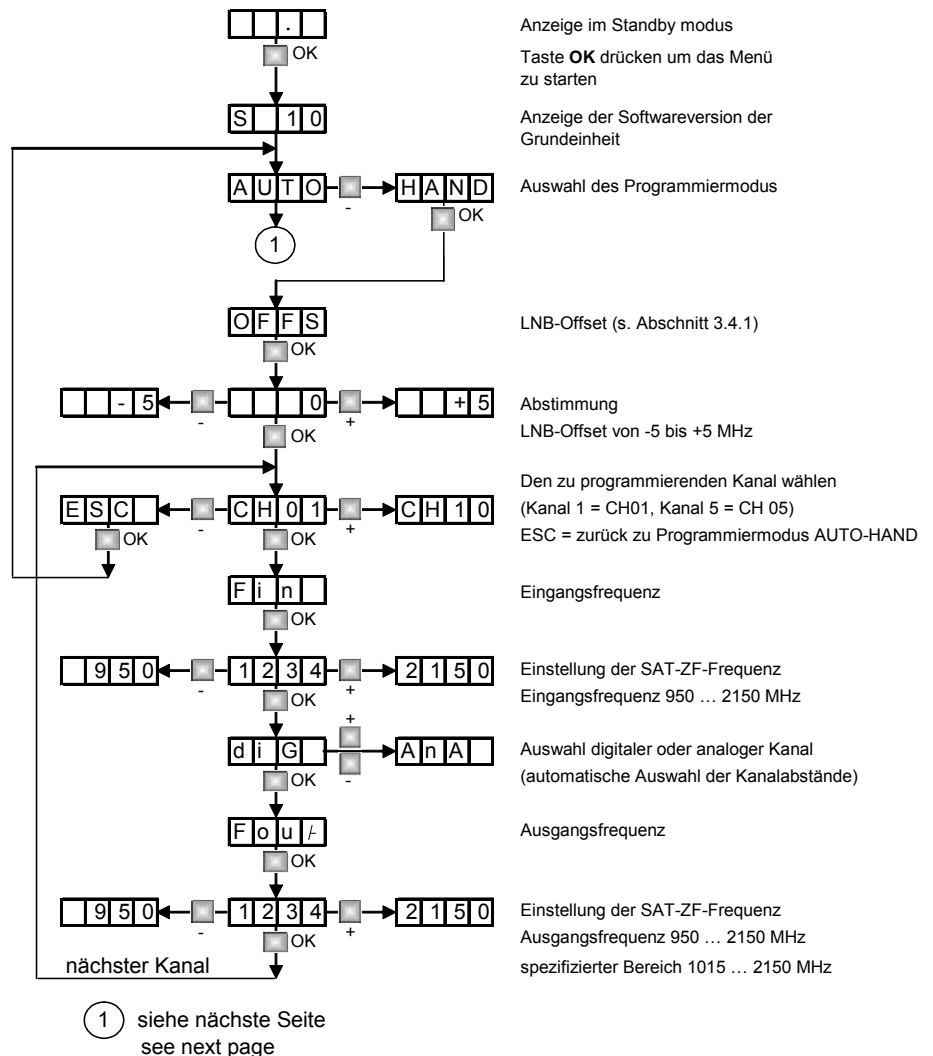 .
Anzeige im Standby modus
OK
Taste OK drücken um das Menü
zu starten
S 10
Anzeige der Softwareversion der
Grundeinheit
AUTO - HAND
Auswahl des Programmiermodus
OK
1
OFFS
LNB-Offset (s. Abschnitt 3.4.1)
OK
-5 - 0 + +5
Abstimmung
LNB-Offset von -5 bis +5 MHz
OK
Den zu programmierenden Kanal wählen
ESC - CH01 + CH10
(Kanal 1 = CH01, Kanal 5 = CH 05)
OK OK
ESC = zurück zu Programmiermodus AUTO-HAND
Fin
Eingangsfrequenz
OK
950 - 1234 + 2150
Einstellung der SAT-ZF-Frequenz
Eingangsfrequenz 950 … 2150 MHz
OK
+
diG AnA
Auswahl digitaler oder analoger Kanal
-
(automatische Auswahl der Kanalabstände)
OK
Fout
Ausgangsfrequenz
OK
950 - 1234 + 2150
Einstellung der SAT-ZF-Frequenz
Ausgangsfrequenz 950 … 2150 MHz
OK
nächster Kanal
spezifizierter Bereich 1015 … 2150 MHz
1 siehe nächste Seite
see next page